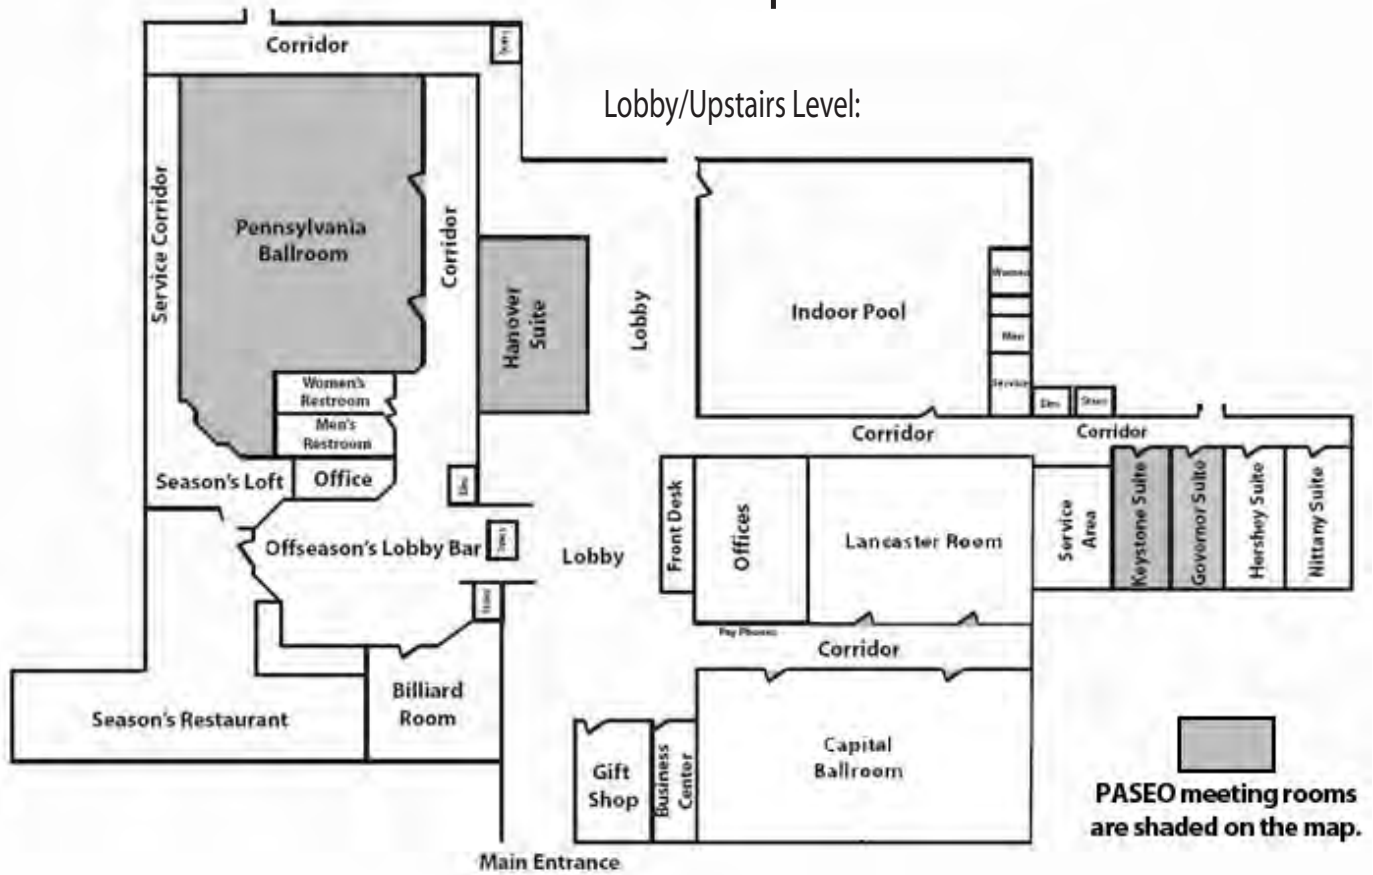 Corridor
Lobby/Upstairs Level:
Service Corridor
Pennsylvania
Ballroom
Corridor
Hanover
Suite
Lobby
Indoor Pool
Women
Men
Service
Women's
Restroom
Men's
Restroom
Elev
Stairs
Corridor
Corridor
Season's Loft
Office
Front Desk
Offices
Lancaster Room
Service
Area
Keystone Suite
Governor Suite
Hershey Suite
Nittany Suite
Offseason's Lobby Bar
Lobby
Pay Phones
Corridor
Season's Restaurant
Billiard
Room
Gift
Shop
Business
Center
Capital
Ballroom
PASEO meeting rooms
are shaded on the map.
Main Entrance